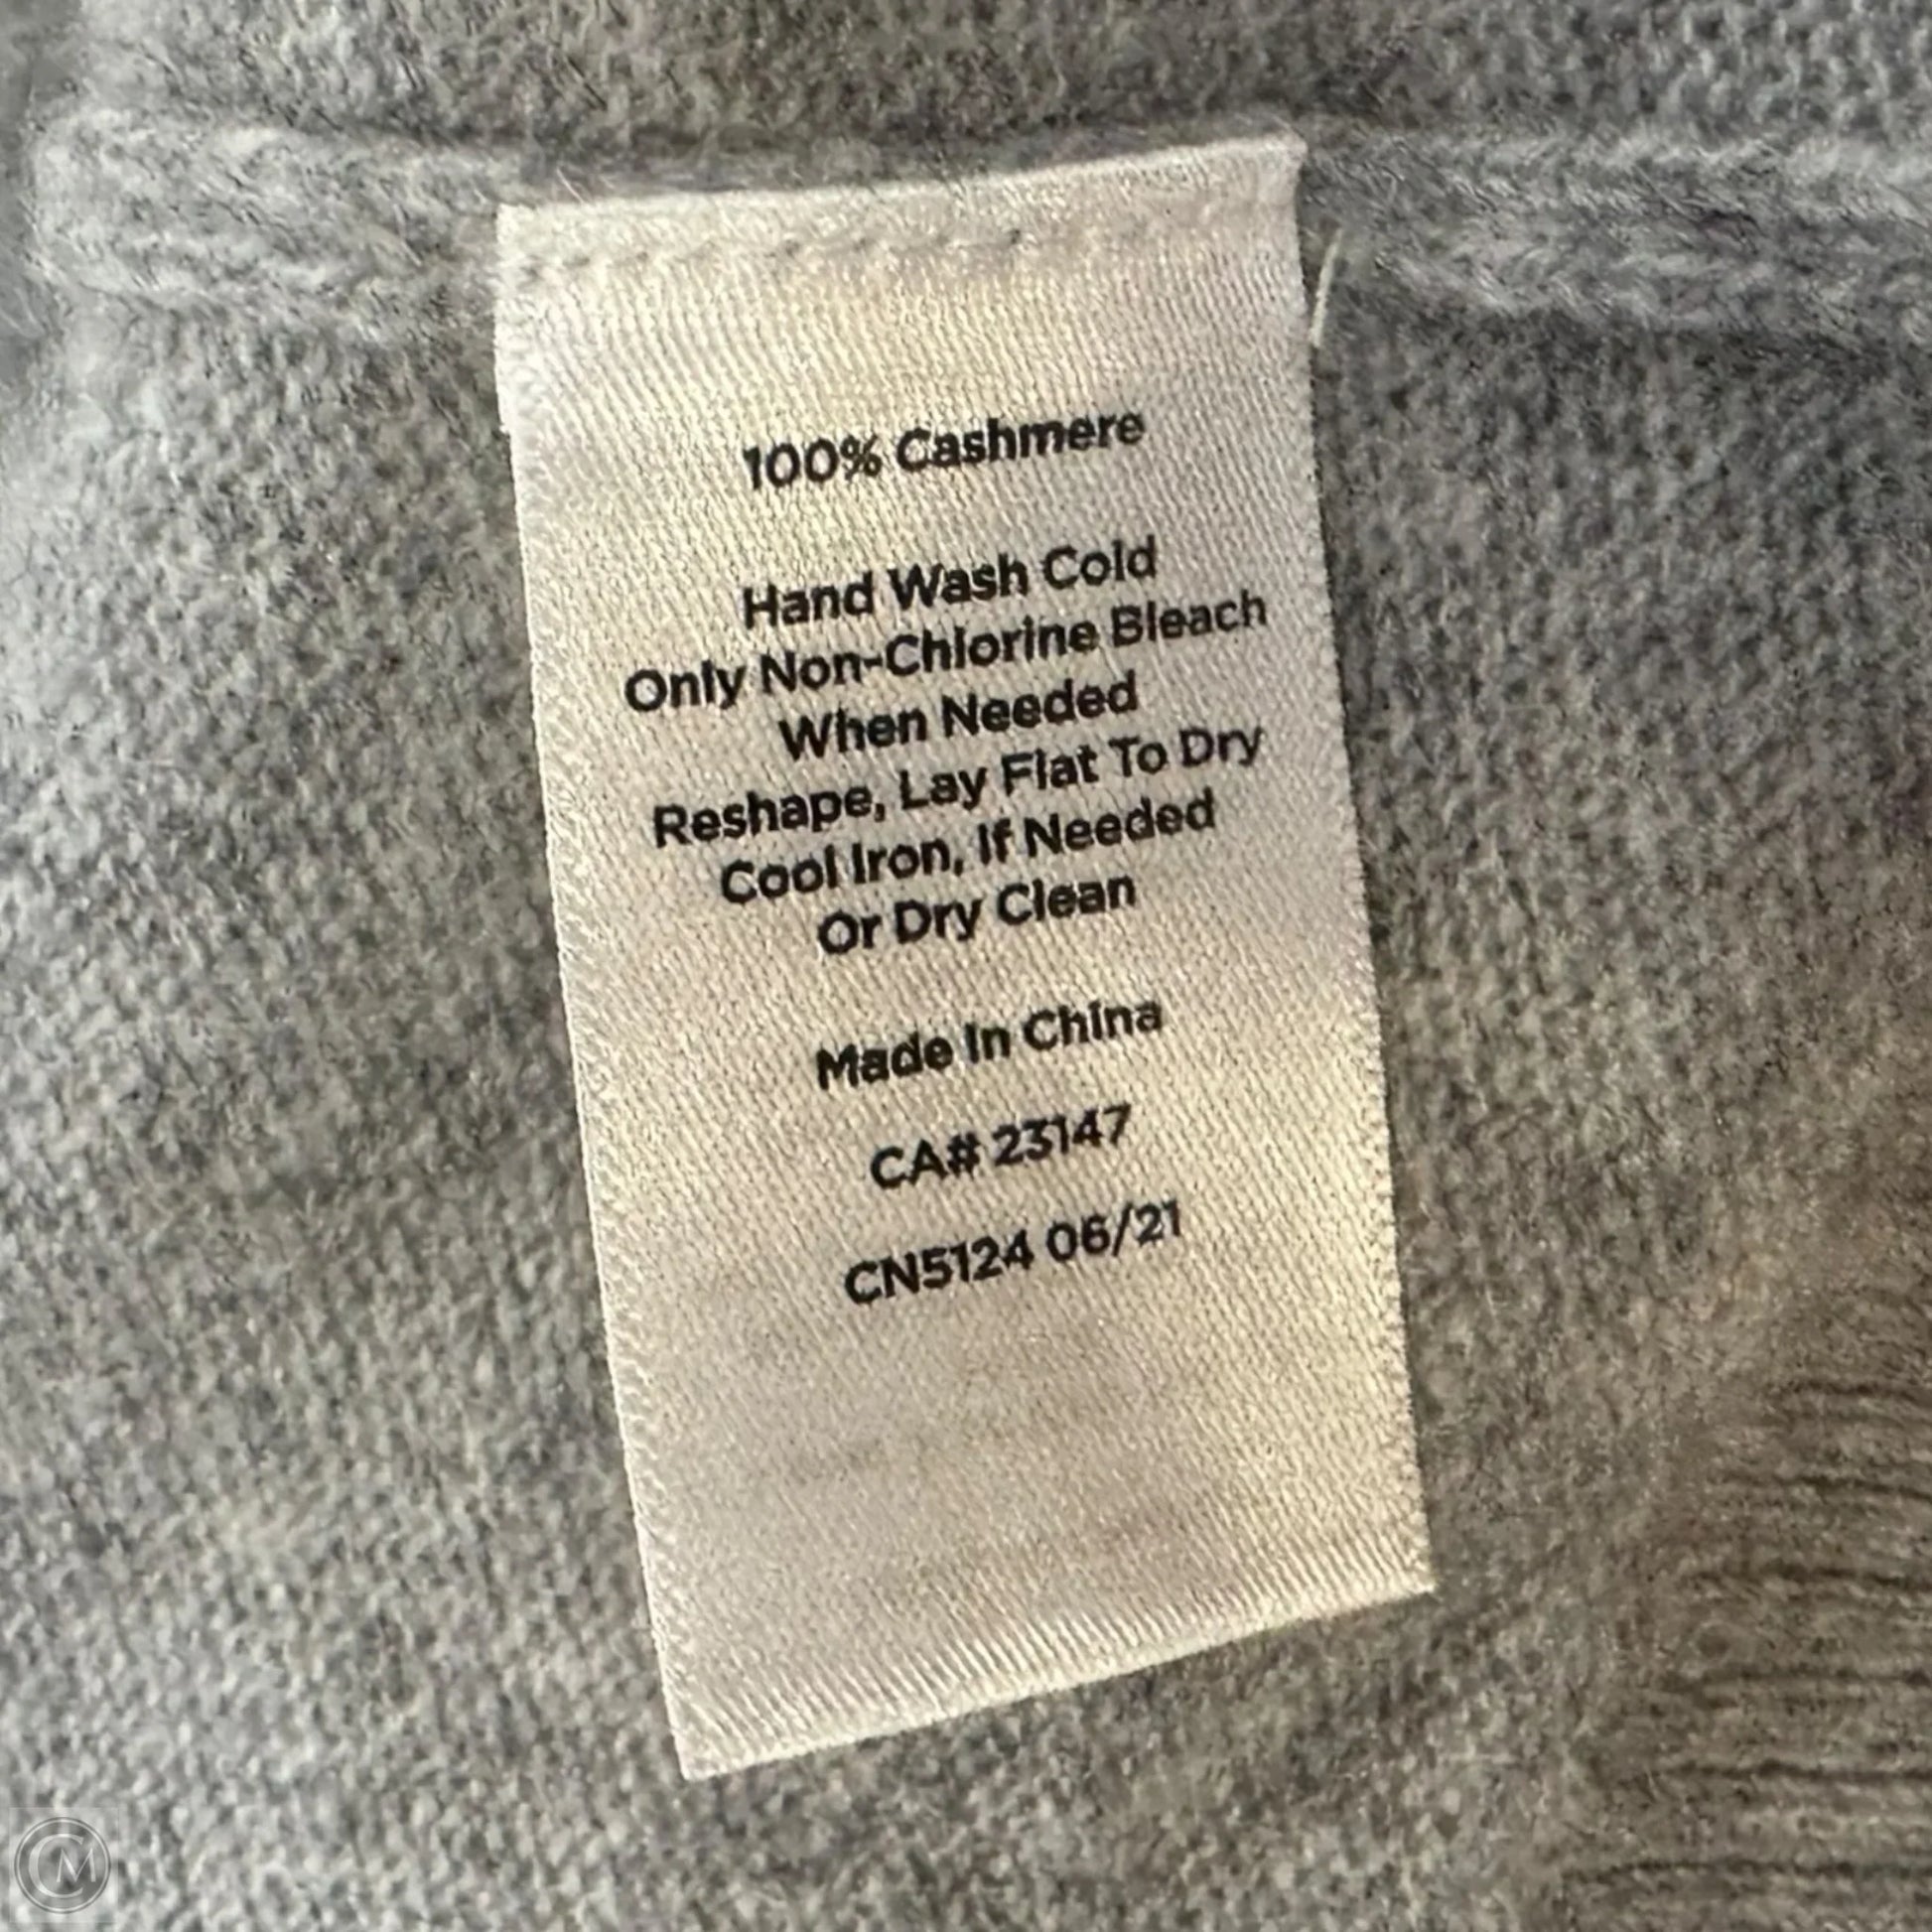 100% Cashmere
Hand Wash Cold
Only Non-Chlorine Bleach
When Needed
Reshape, Lay Flat To Dry
Cool Iron, If Needed
Or Dry Clean
Made In China
CA# 23147
CN5124 06/21
CM